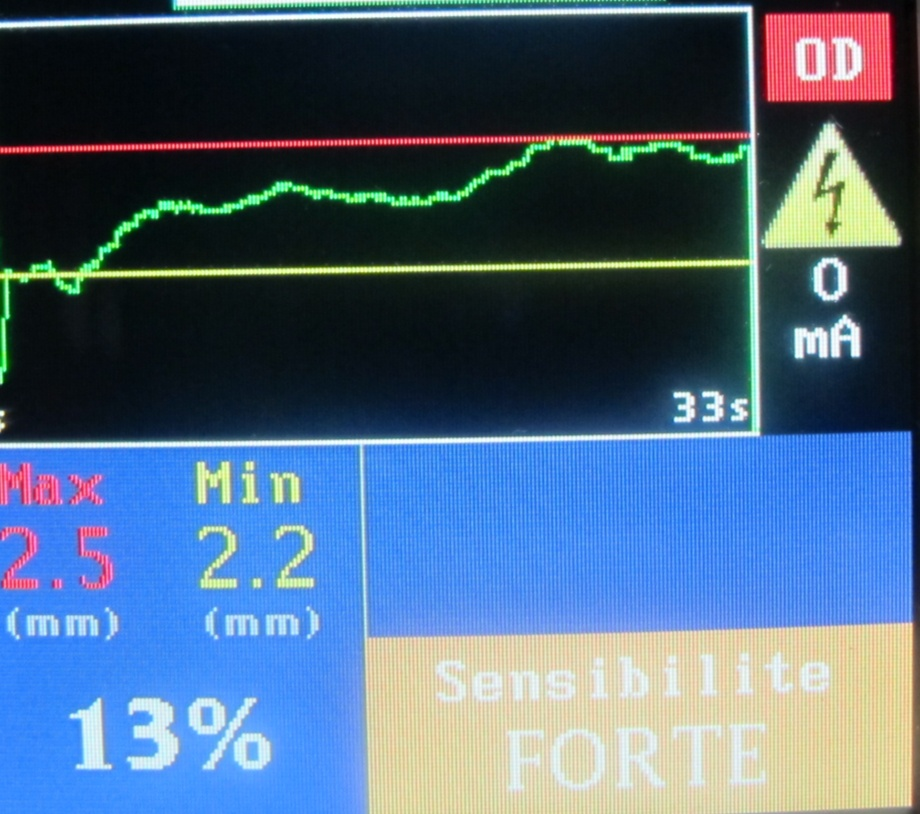 OD
0
mA
33s
Max Min
2.5 2.2
(mm) (mm)
13%
Sensibilite
FORTE